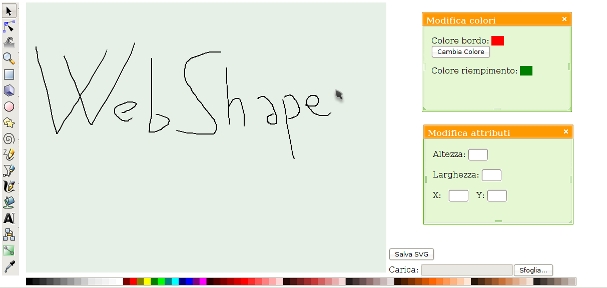 WebShape
Modifica colori
Colore bordo:
Cambia Colore
Colore riempimento:
Modifica attributi
Altezza:
Larghezza:
X: Y:
Salva SVG
Carica: Sfoglia...